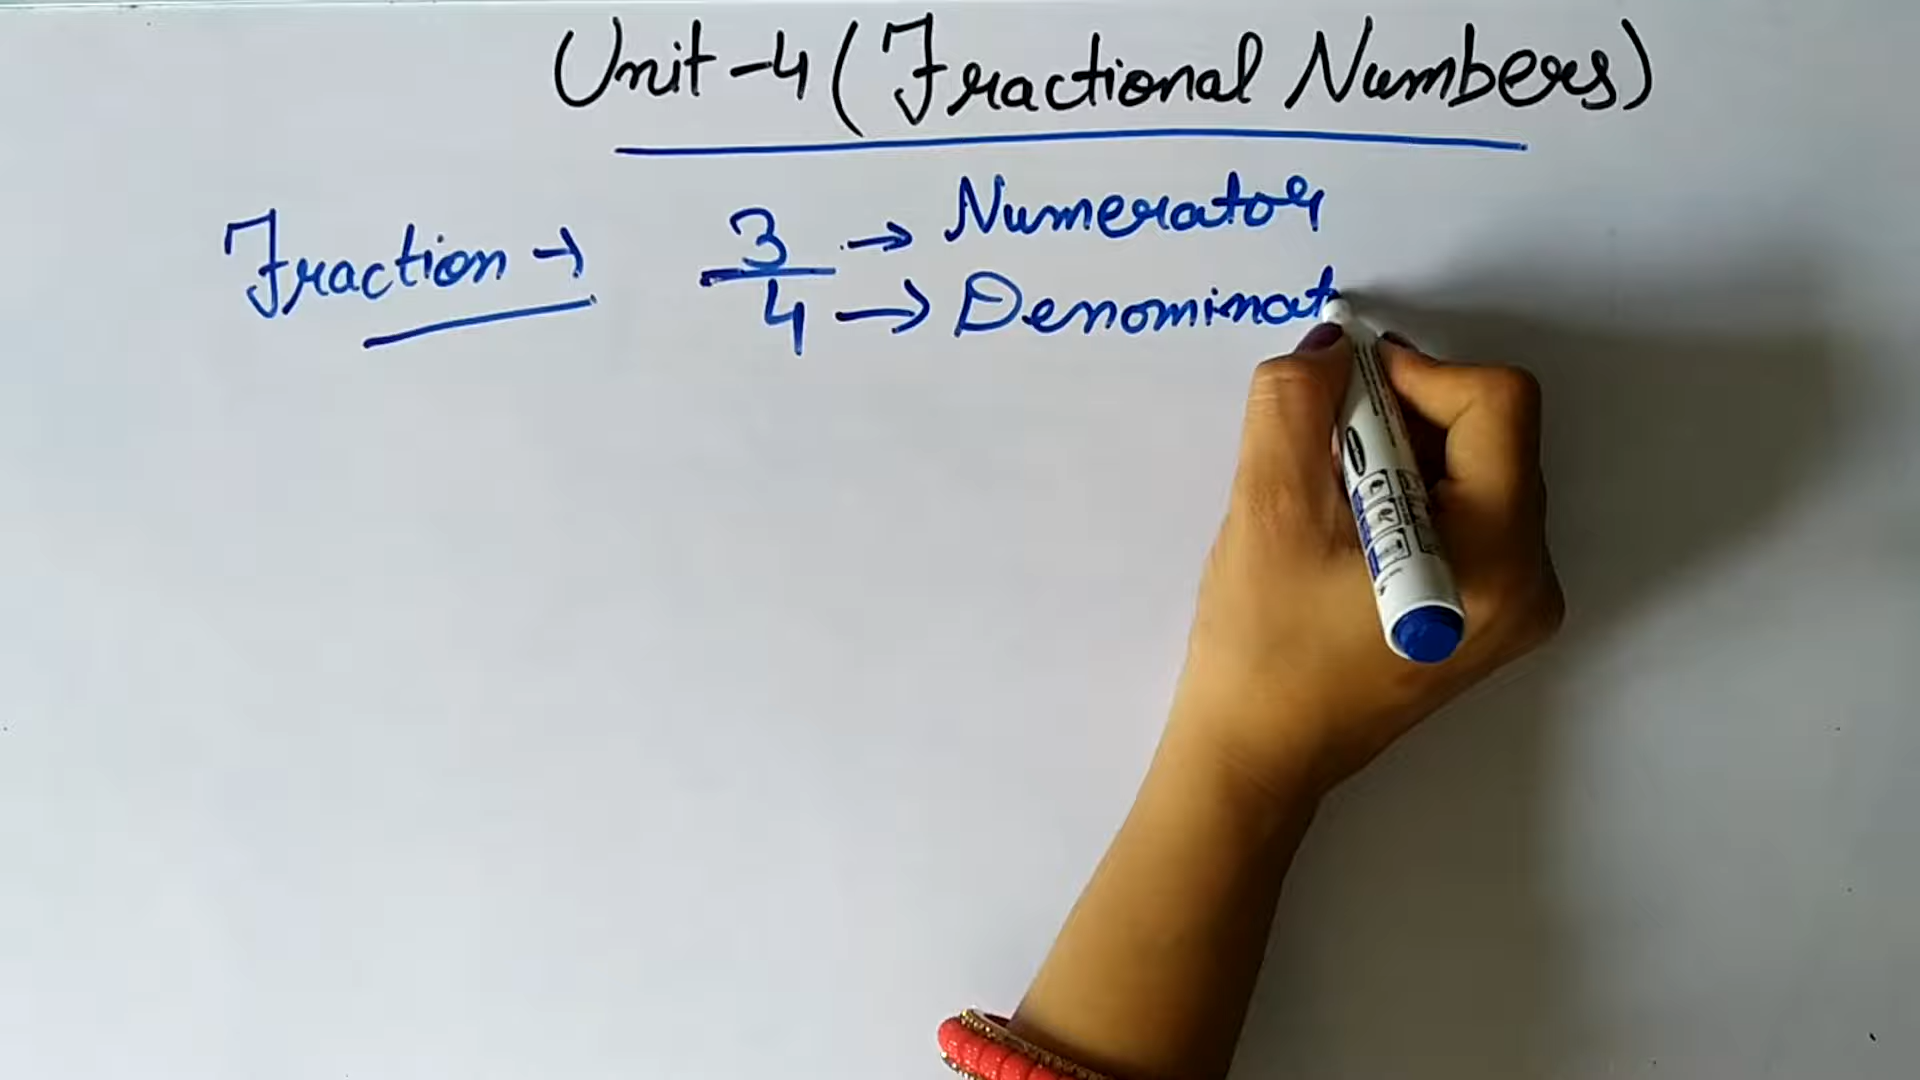 Unit-4 (Fractional Numbers)
Fraction → 3/4
→ Numerator
→ Denominat